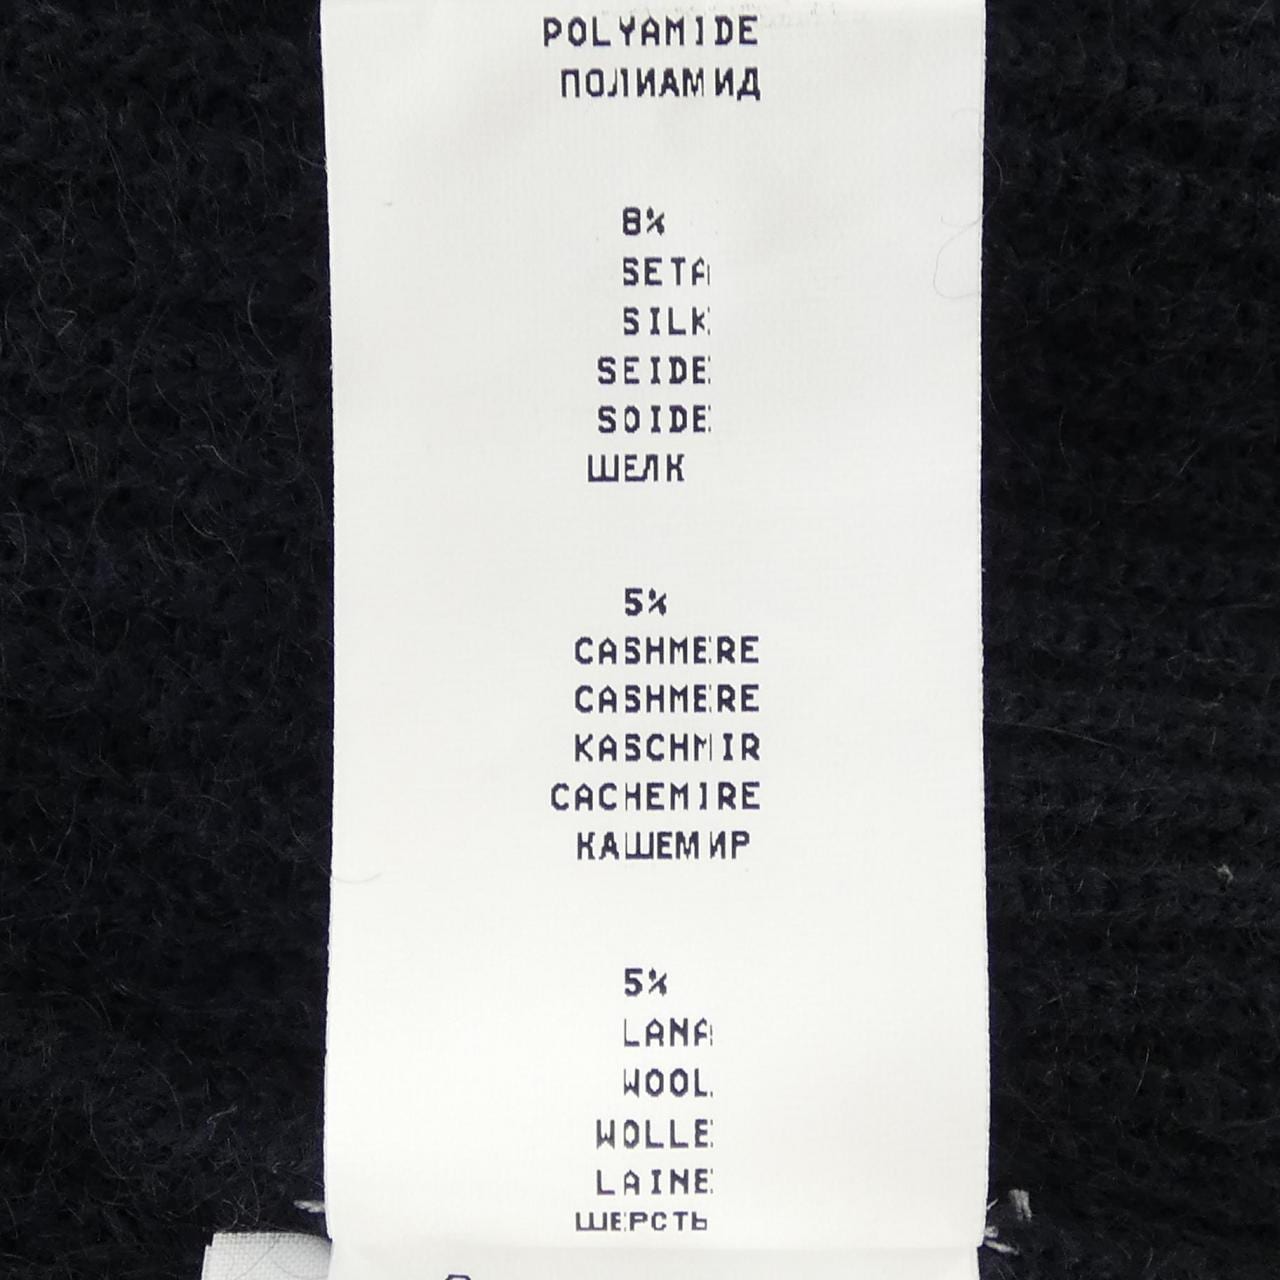 POLYAMIDE
ПОЛИАМИД
8%
SETA
SILK
SEIDE
SOIDE
ШЕЛК
5%
CASHMERE
CASHMERE
KASCHMIR
CACHEMIRE
КАШЕМИР
5%
LANA
WOOL
WOLLE
LAINE
ШЕРСТЬ